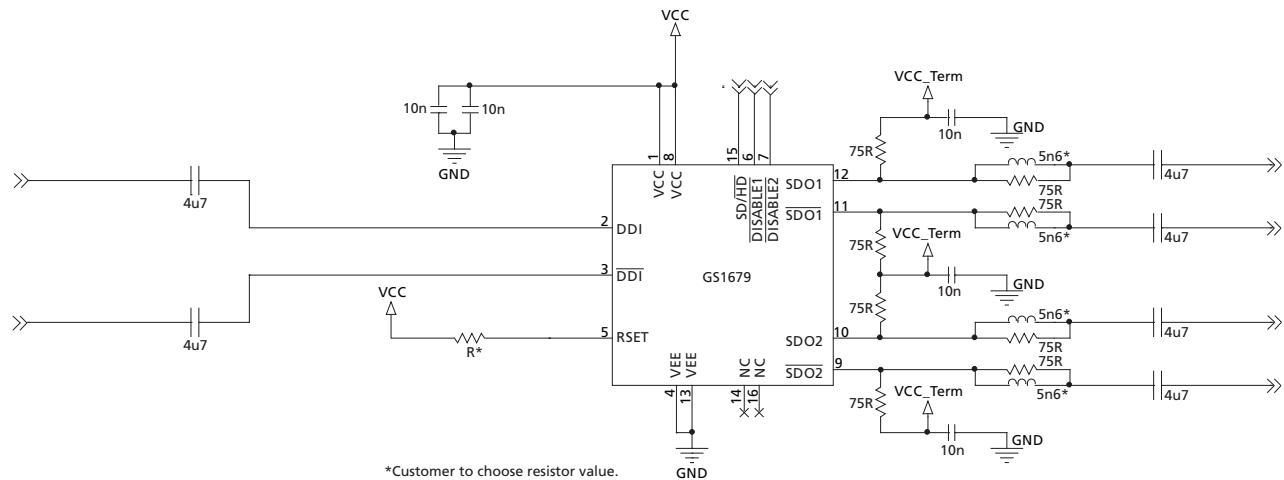 VCC
VCC_Term
10n
10n
10n
GND
GND
75R
1
8
15
6
7
VCC
VCC
SD/HD
DISABLE1
DISABLE2
12
SDO1
5n6*
75R
4u7
4u7
11
SDO1
75R
5n6*
4u7
2
DDI
75R
VCC_Term
3
DDI
GS1679
10n
GND
VCC
75R
4u7
5
RSET
R*
10
SDO2
5n6*
75R
4u7
9
SDO2
75R
5n6*
4u7
VEE
VEE
NC
NC
4
13
14
16
75R
VCC_Term
10n
GND
GND
*Customer to choose resistor value.